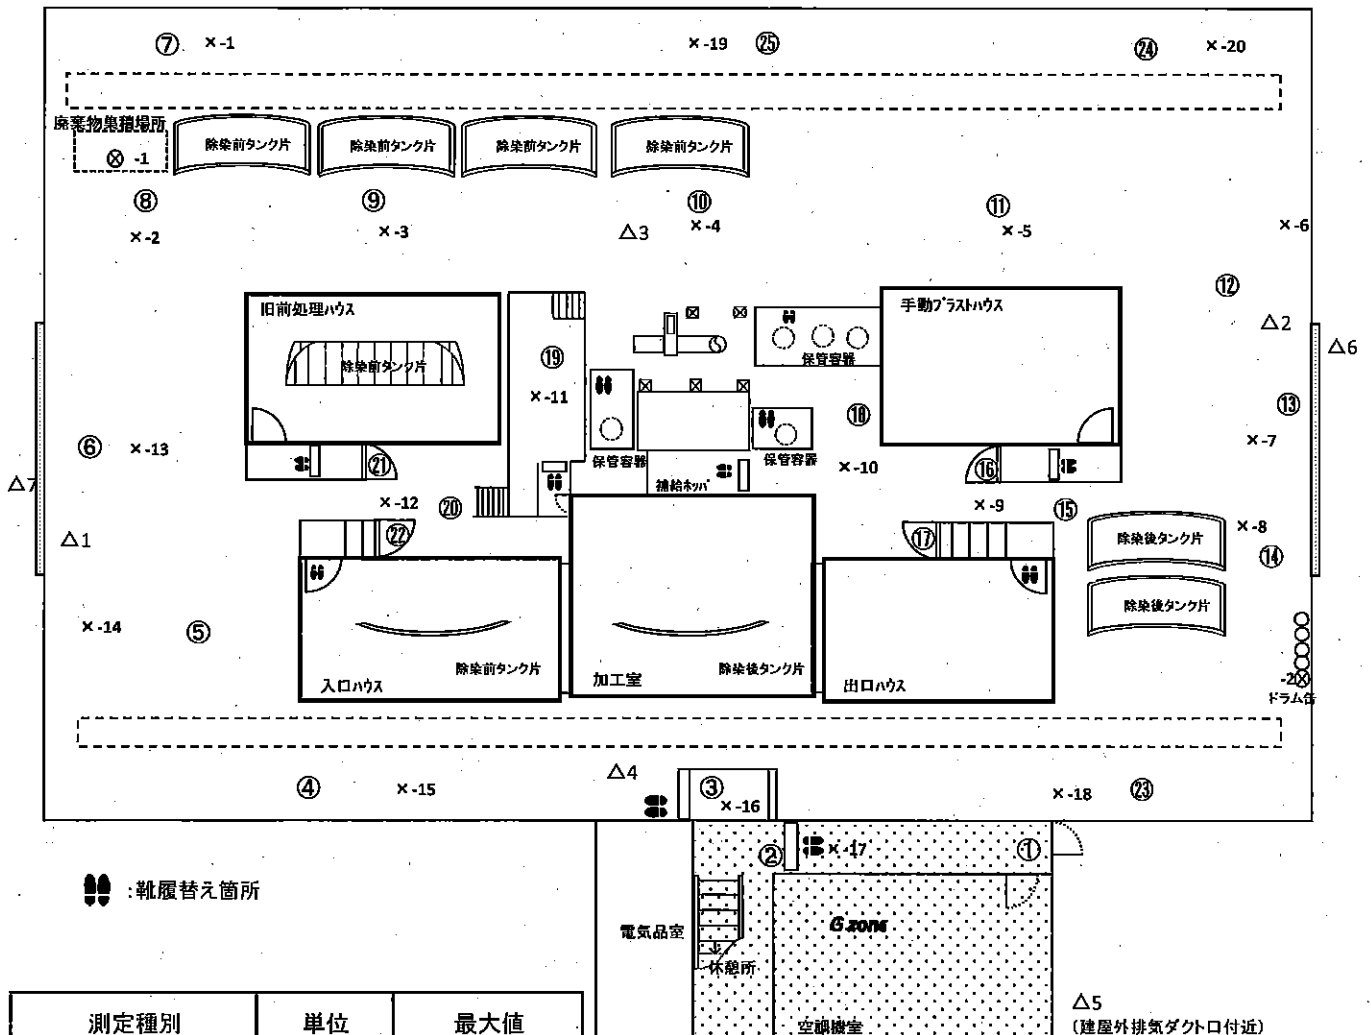 ⑦ ×-1 ×-19 ㉕ ㉔ ×-20
廃棄物集積場所
⊗ -1
除染前タンク片 除染前タンク片 除染前タンク片 除染前タンク片
⑧ ⑨ ⑩ ⑪
×-2 ×-3 △3 ×-4 ×-5 ×-6
⑫
旧前処理ハウス 手動ブラストハウス
△2 △6
除染前タンク片 ⑲ 保管容器
×-11 ⑱ ⑬
⑥ ×-13 ×-7
㉑ 保管容器 保管容器 ×-10 ⑯
△7 補給ホッパ
×-12 ⑳ ×-9 ⑮
△1 ㉒ ⑰ 除染後タンク片 ×-8
⑭
除染後タンク片
×-14 ⑤
除染前タンク片 除染後タンク片
入口ハウス 加工室 出口ハウス -2⊗
ドラム缶
④ ×-15 △4 ③ ×-16 ×-18 ㉓
② ×-17 ①
:靴履替え箇所
電気品室 G zone
休憩所
測定種別 単位 最大値
空調機室
△5
(建屋外排気ダクト口付近)